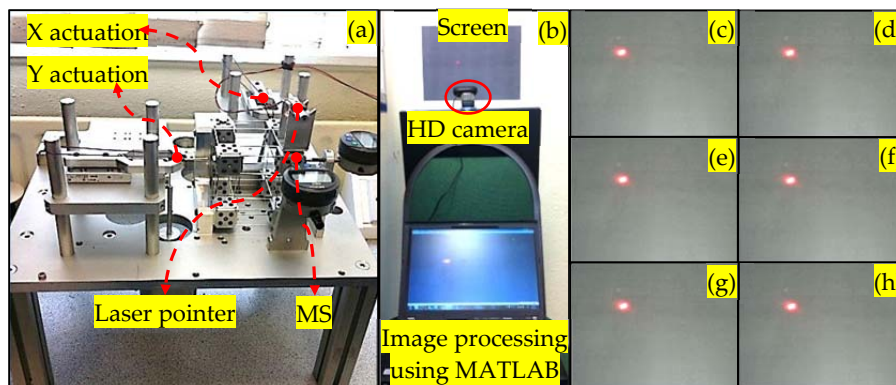 X actuation
(a)
Y actuation
Laser pointer
MS
Screen
(b)
HD camera
Image processing
using MATLAB
(c)
(d)
(e)
(f)
(g)
(h)